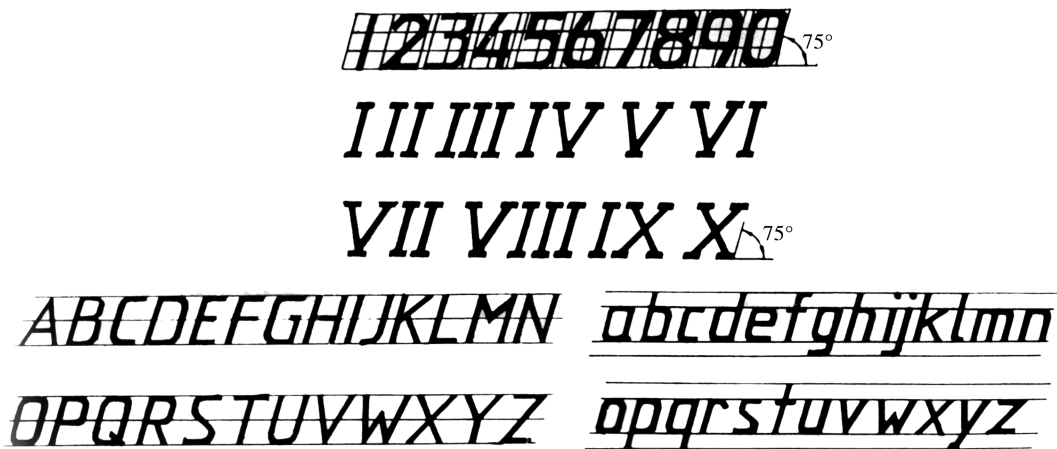 1234567890 75°
I II III IV V VI
VII VIII IX X 75°
ABCDEFGHIJKLMN
OPQRSTUVWXYZ
abcdefghijklmn
opqrstuvwxyz